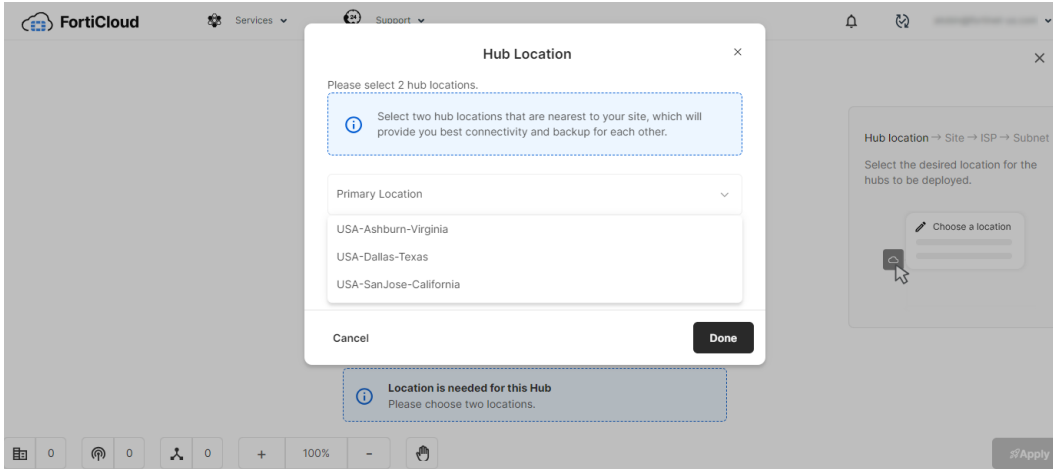 FortiCloud
Services
24
Support
Hub Location
Please select 2 hub locations.
Select two hub locations that are nearest to your site, which will
provide you best connectivity and backup for each other.
Primary Location
USA-Ashburn-Virginia
USA-Dallas-Texas
USA-SanJose-California
Cancel
Done
Location is needed for this Hub
Please choose two locations.
Hub location → Site → ISP → Subnet
Select the desired location for the
hubs to be deployed.
Choose a location
0
0
0
+
100%
-
Apply